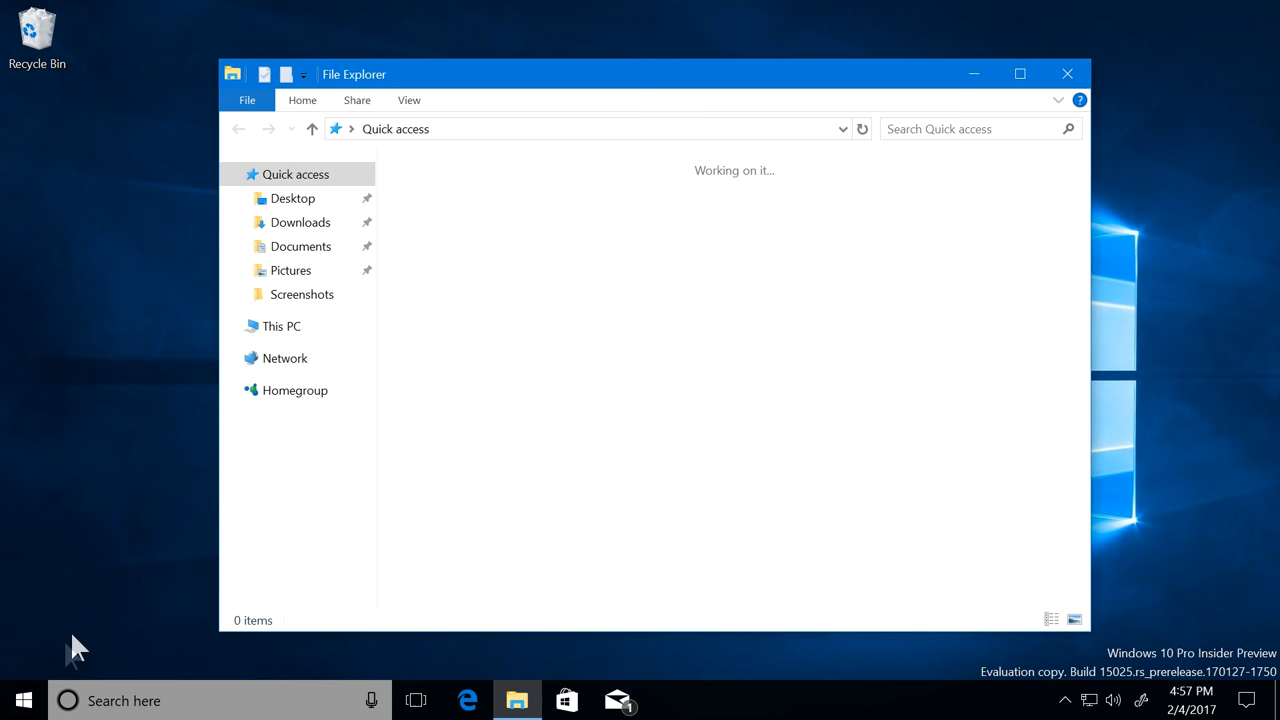 Recycle Bin
File Explorer
File Home Share View
Quick access
Search Quick access
Working on it...
Quick access
Desktop
Downloads
Documents
Pictures
Screenshots
This PC
Network
Homegroup
0 items
Windows 10 Pro Insider Preview
Evaluation copy. Build 15025.rs_prerelease.170127-1750
Search here
1
4:57 PM
2/4/2017